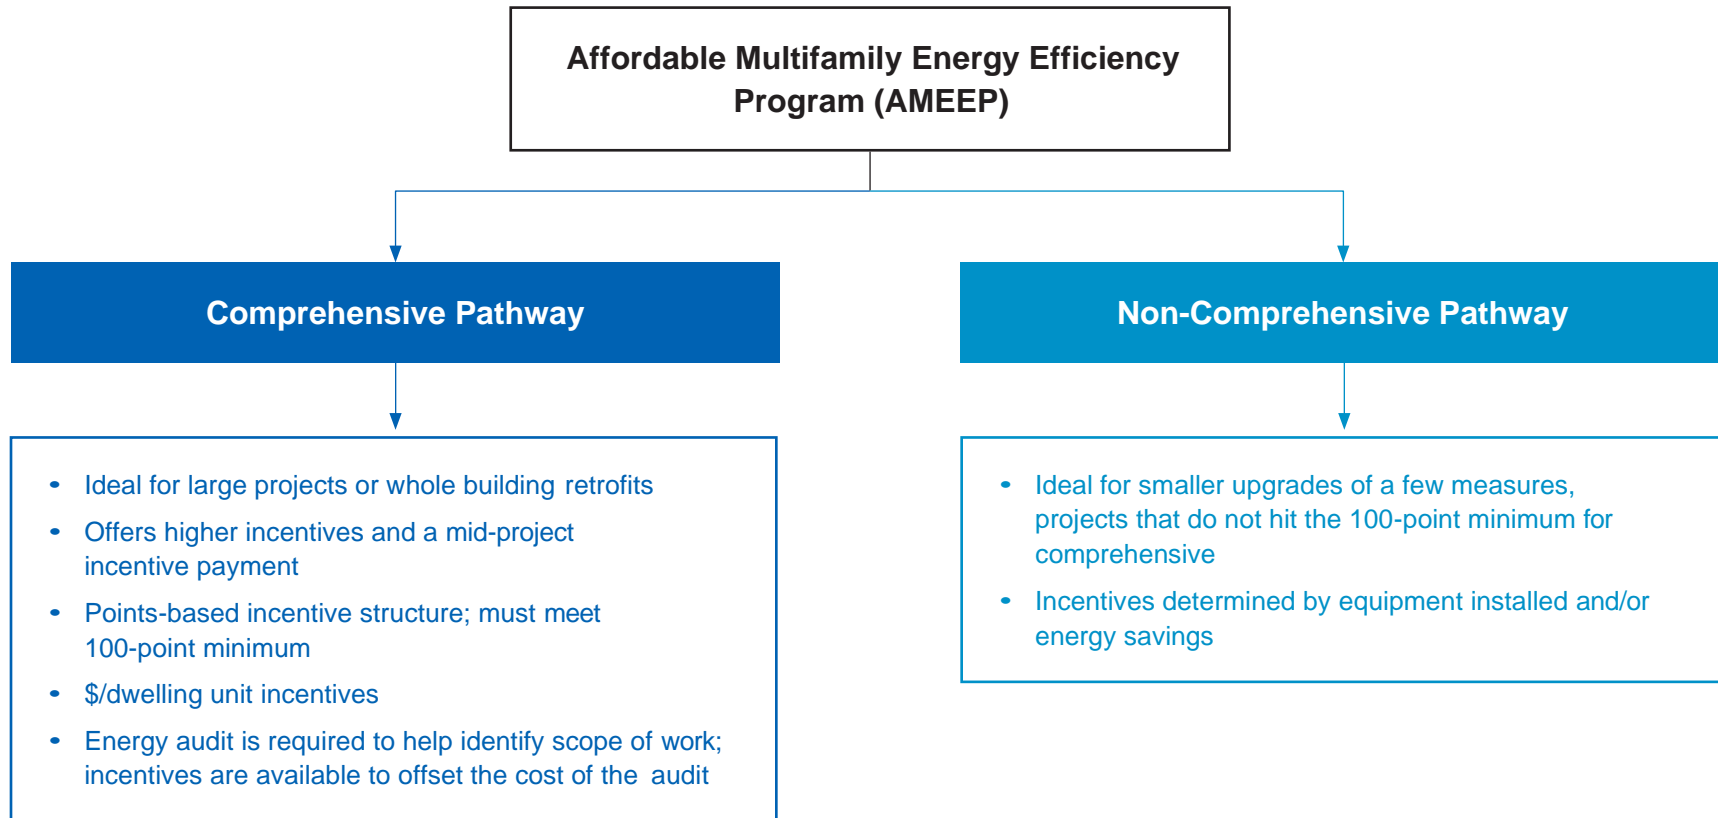 Affordable Multifamily Energy Efficiency
Program (AMEEP)
Comprehensive Pathway
• Ideal for large projects or whole building retrofits
• Offers higher incentives and a mid-project
incentive payment
• Points-based incentive structure; must meet
100-point minimum
• $/dwelling unit incentives
• Energy audit is required to help identify scope of work;
incentives are available to offset the cost of the audit
Non-Comprehensive Pathway
• Ideal for smaller upgrades of a few measures,
projects that do not hit the 100-point minimum for
comprehensive
• Incentives determined by equipment installed and/or
energy savings